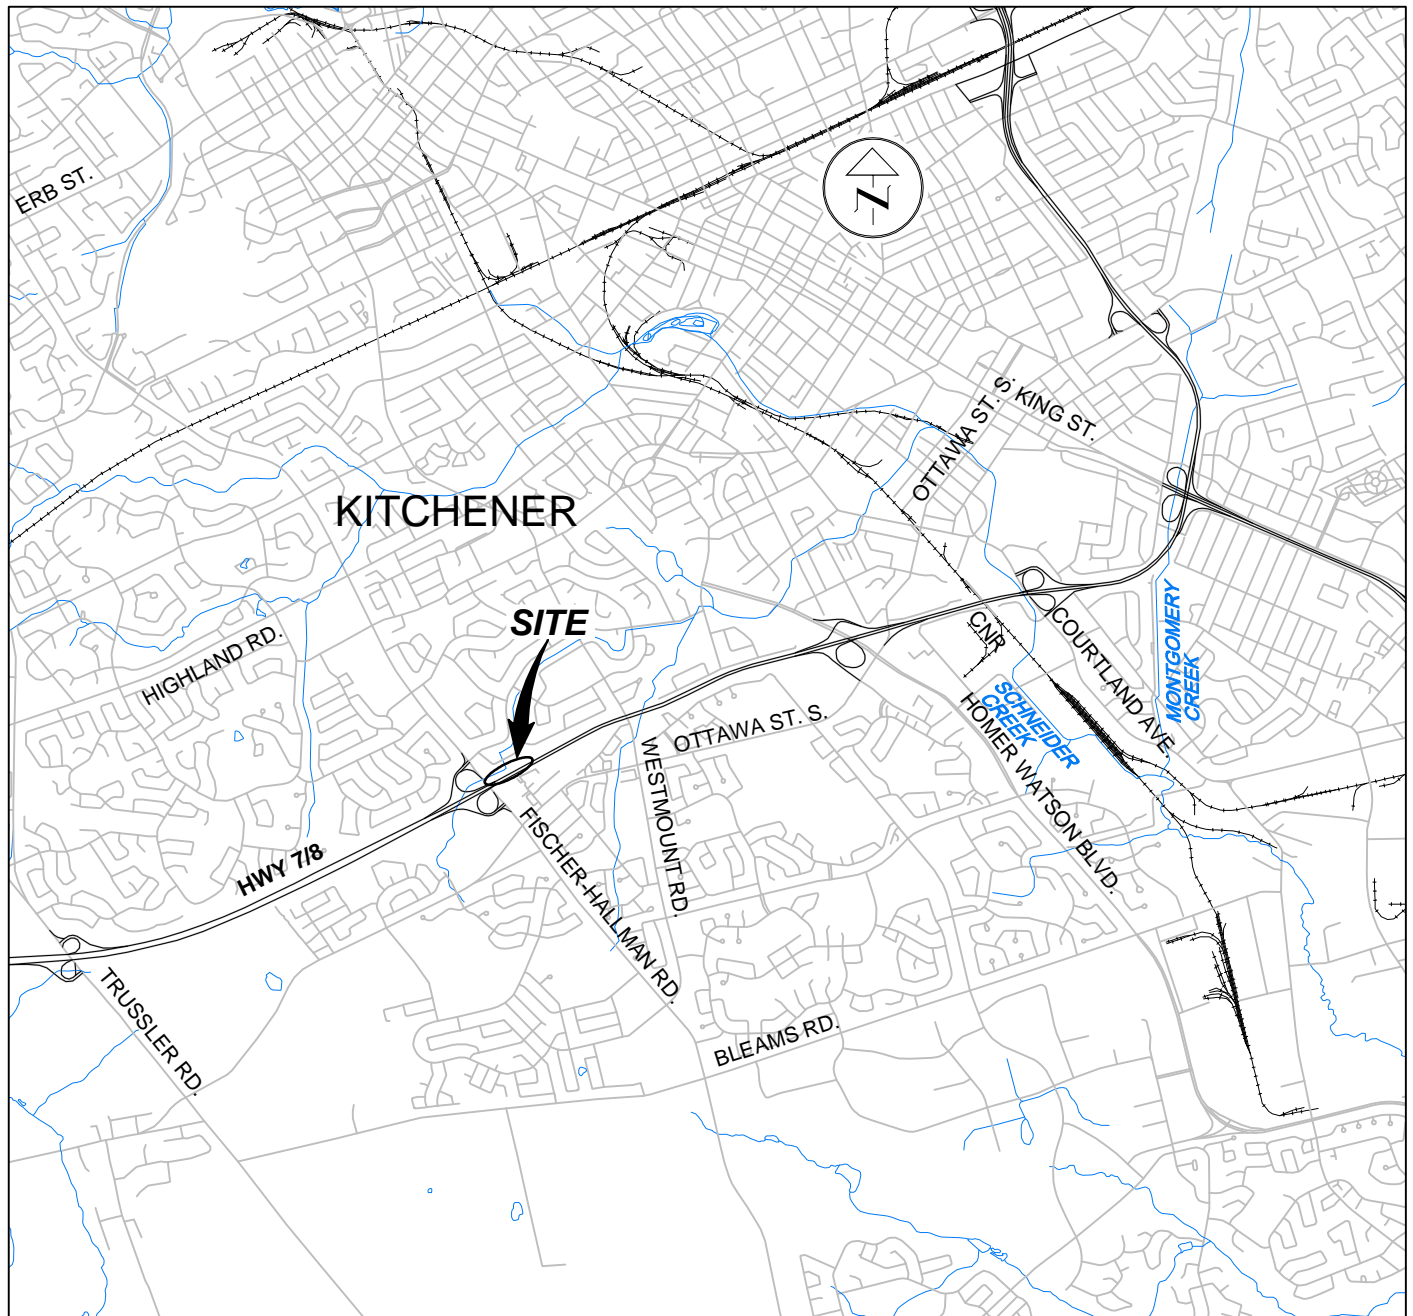 ERB ST.
N
OTTAWA ST. S.
KING ST.
KITCHENER
SITE
HIGHLAND RD.
CNR
COURTLAND AVE.
MONTGOMERY
CREEK
SCHNEIDER
CREEK
HOMER WATSON BLVD.
OTTAWA ST. S.
WESTMOUNT RD.
FISCHER-HALLMAN RD.
HWY 7/8
TRUSSLER RD.
BLEAMS RD.